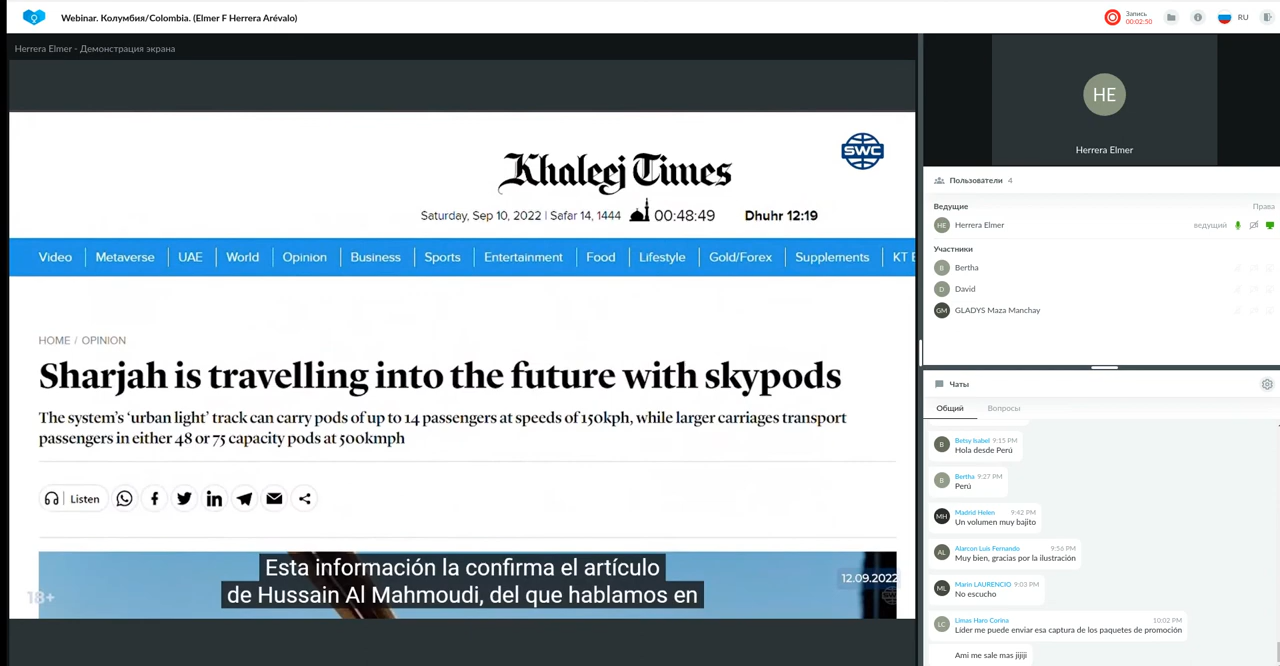 Webinar. Колумбия/Colombia. (Elmer F Herrera Arévalo)
Запись
00:02:50
RU
Herrera Elmer - Демонстрация экрана
SWC
Khaleej Times
Saturday, Sep 10, 2022 | Safar 14, 1444 00:48:49 Dhuhr 12:19
Video Metaverse UAE World Opinion Business Sports Entertainment Food Lifestyle Gold/Forex Supplements KT
HOME / OPINION
Sharjah is travelling into the future with skypods
The system's 'urban light' track can carry pods of up to 14 passengers at speeds of 150kph, while larger carriages transport
passengers in either 48 or 75 capacity pods at 500kmph
Listen
Esta información la confirma el artículo
de Hussain Al Mahmoudi, del que hablamos en
12.09.2022
18+
HE
Herrera Elmer
Пользователи 4
Ведущие Права
HE Herrera Elmer ведущий
Участники
B Bertha
D David
GM GLADYS Maza Manchay
Чаты
Общий Вопросы
B Betsy Isabel 9:15 PM
Hola desde Perú
B Bertha 9:27 PM
Perú
MH Madrid Helen 9:42 PM
Un volumen muy bajito
AL Alarcon Luis Fernando 9:56 PM
Muy bien, gracias por la ilustración
ML Marin LAURENCIO 9:03 PM
No escucho
LC Limas Haro Corina 10:02 PM
Líder me puede enviar esa captura de los paquetes de promoción
Ami me sale mas jijiji